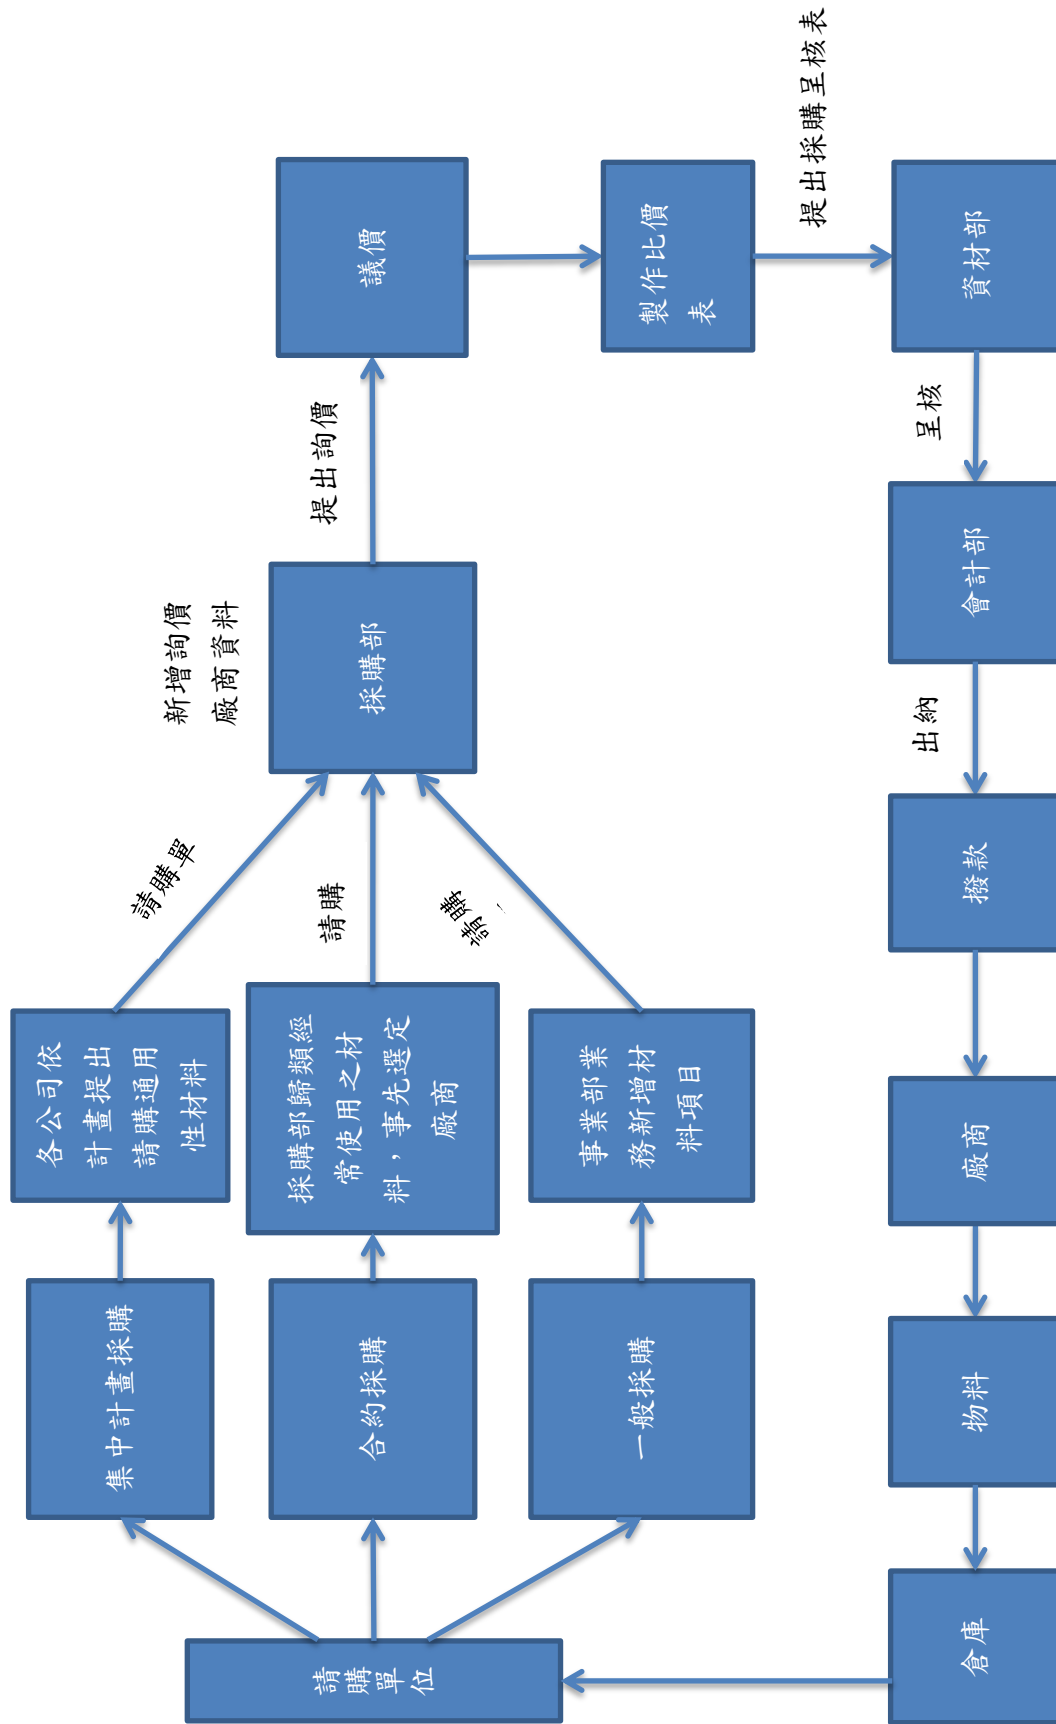 請
購
單
位
集中計畫採購
合約採購
一般採購
各公司依
計畫提出
請購通用
性材料
採購部歸類經
常使用之材
料，事先選定
廠商
事業部業
務新增材
料項目
請購單
請購
請購
新增詢價
廠商資料
採購部
提出詢價
議價
製作比價
表
提出採購呈核表
資材部
呈核
會計部
出納
撥款
廠商
物料
倉庫